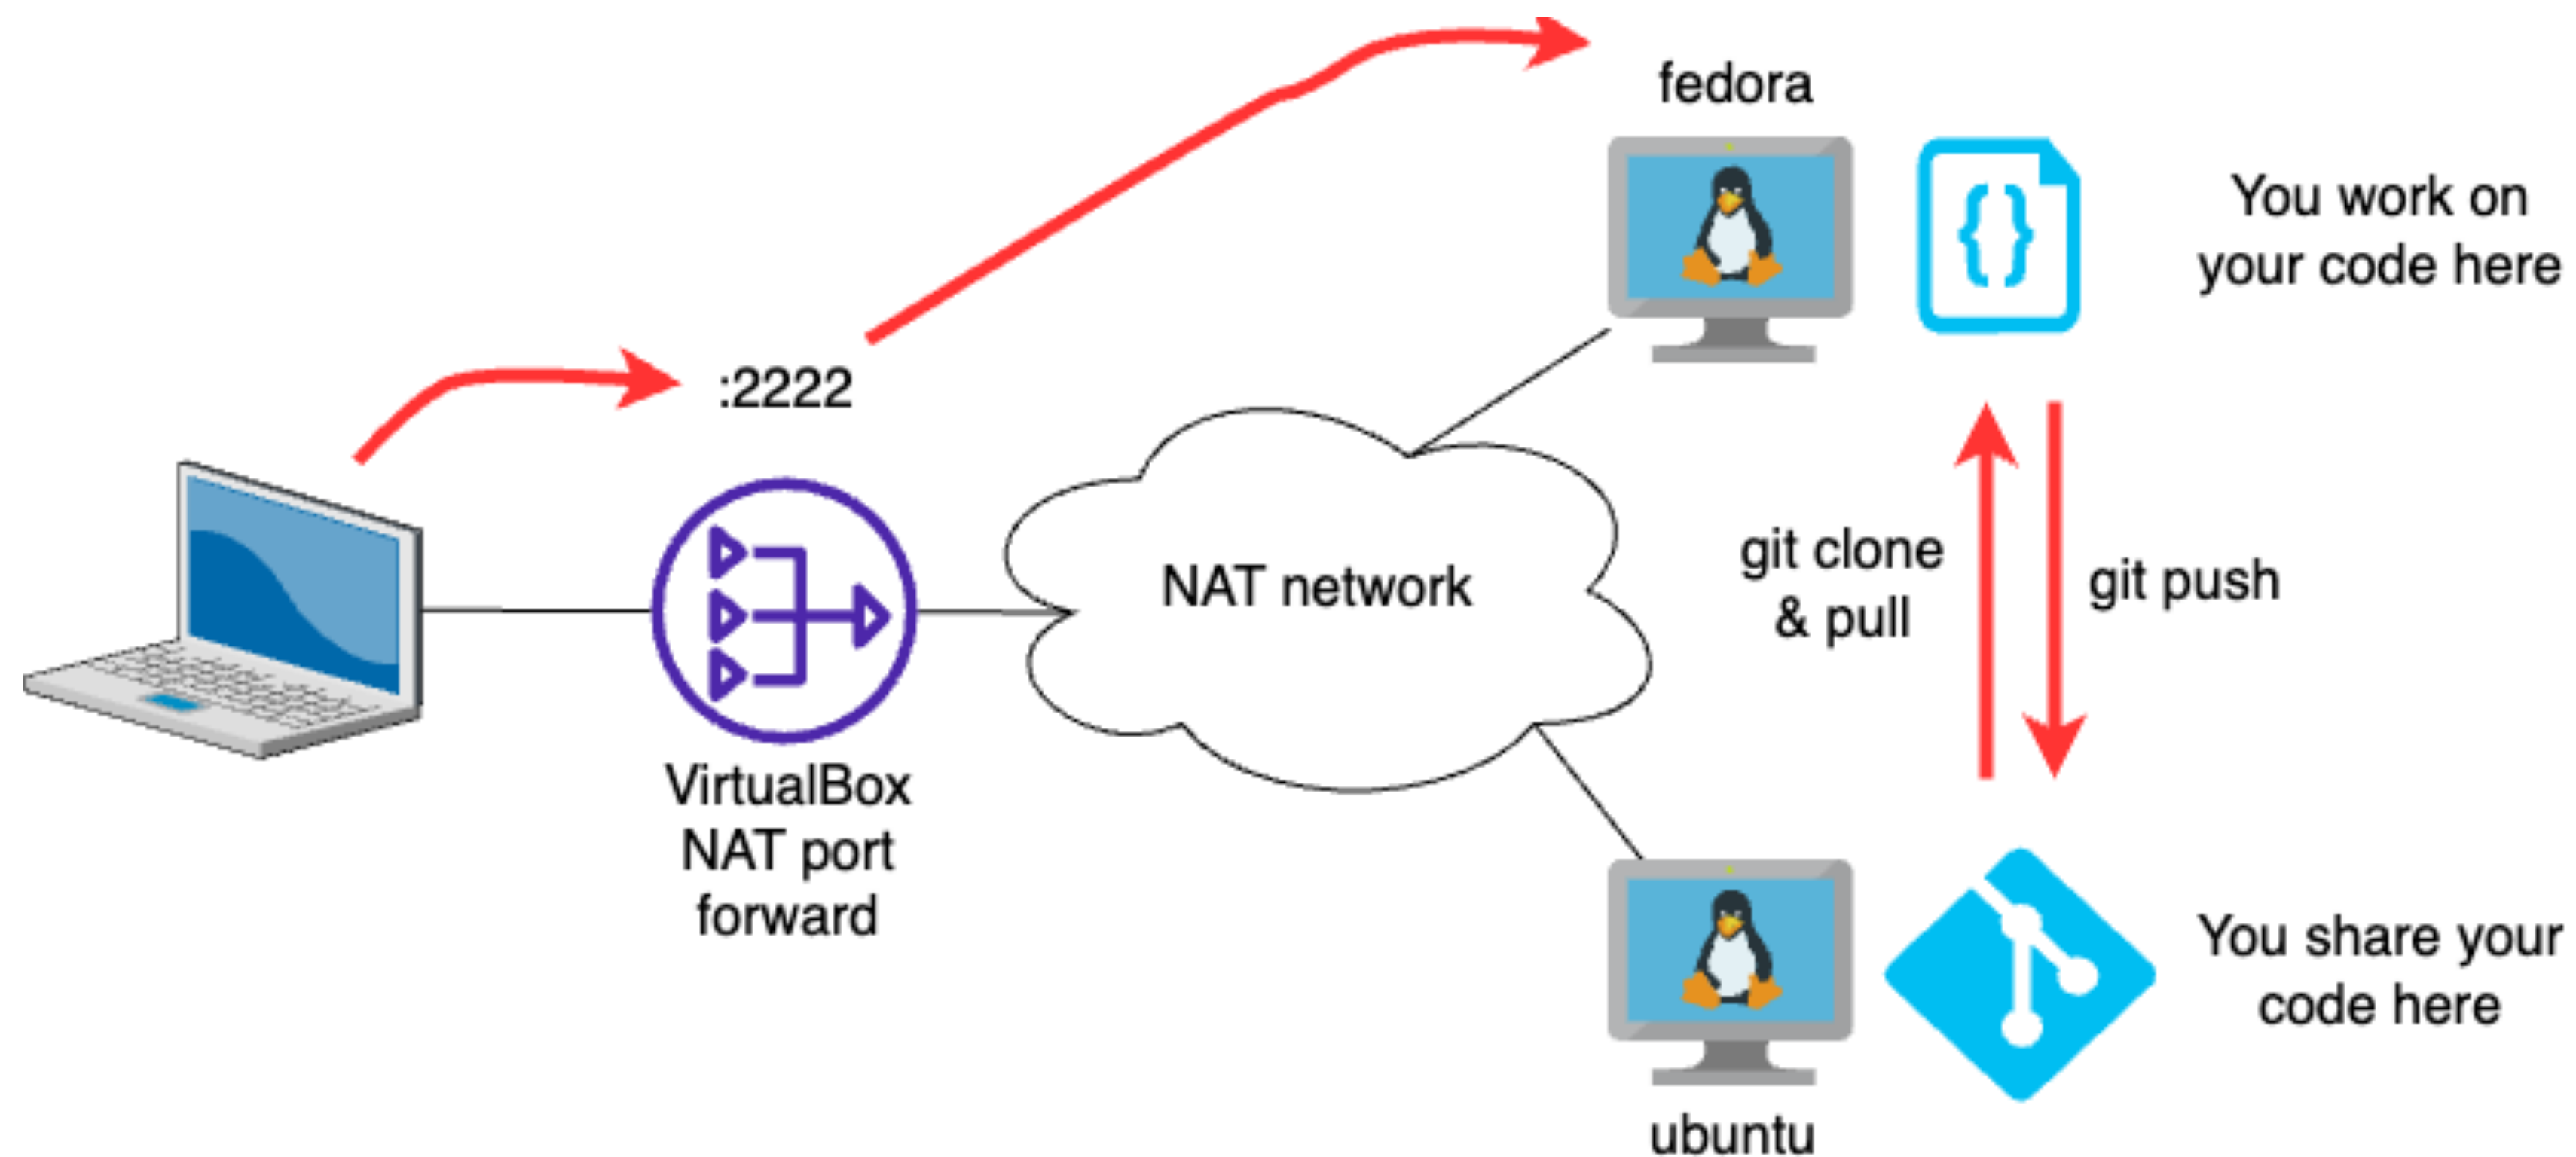 fedora
You work on
your code here
:2222
NAT network
git clone
& pull
git push
VirtualBox
NAT port
forward
You share your
code here
ubuntu